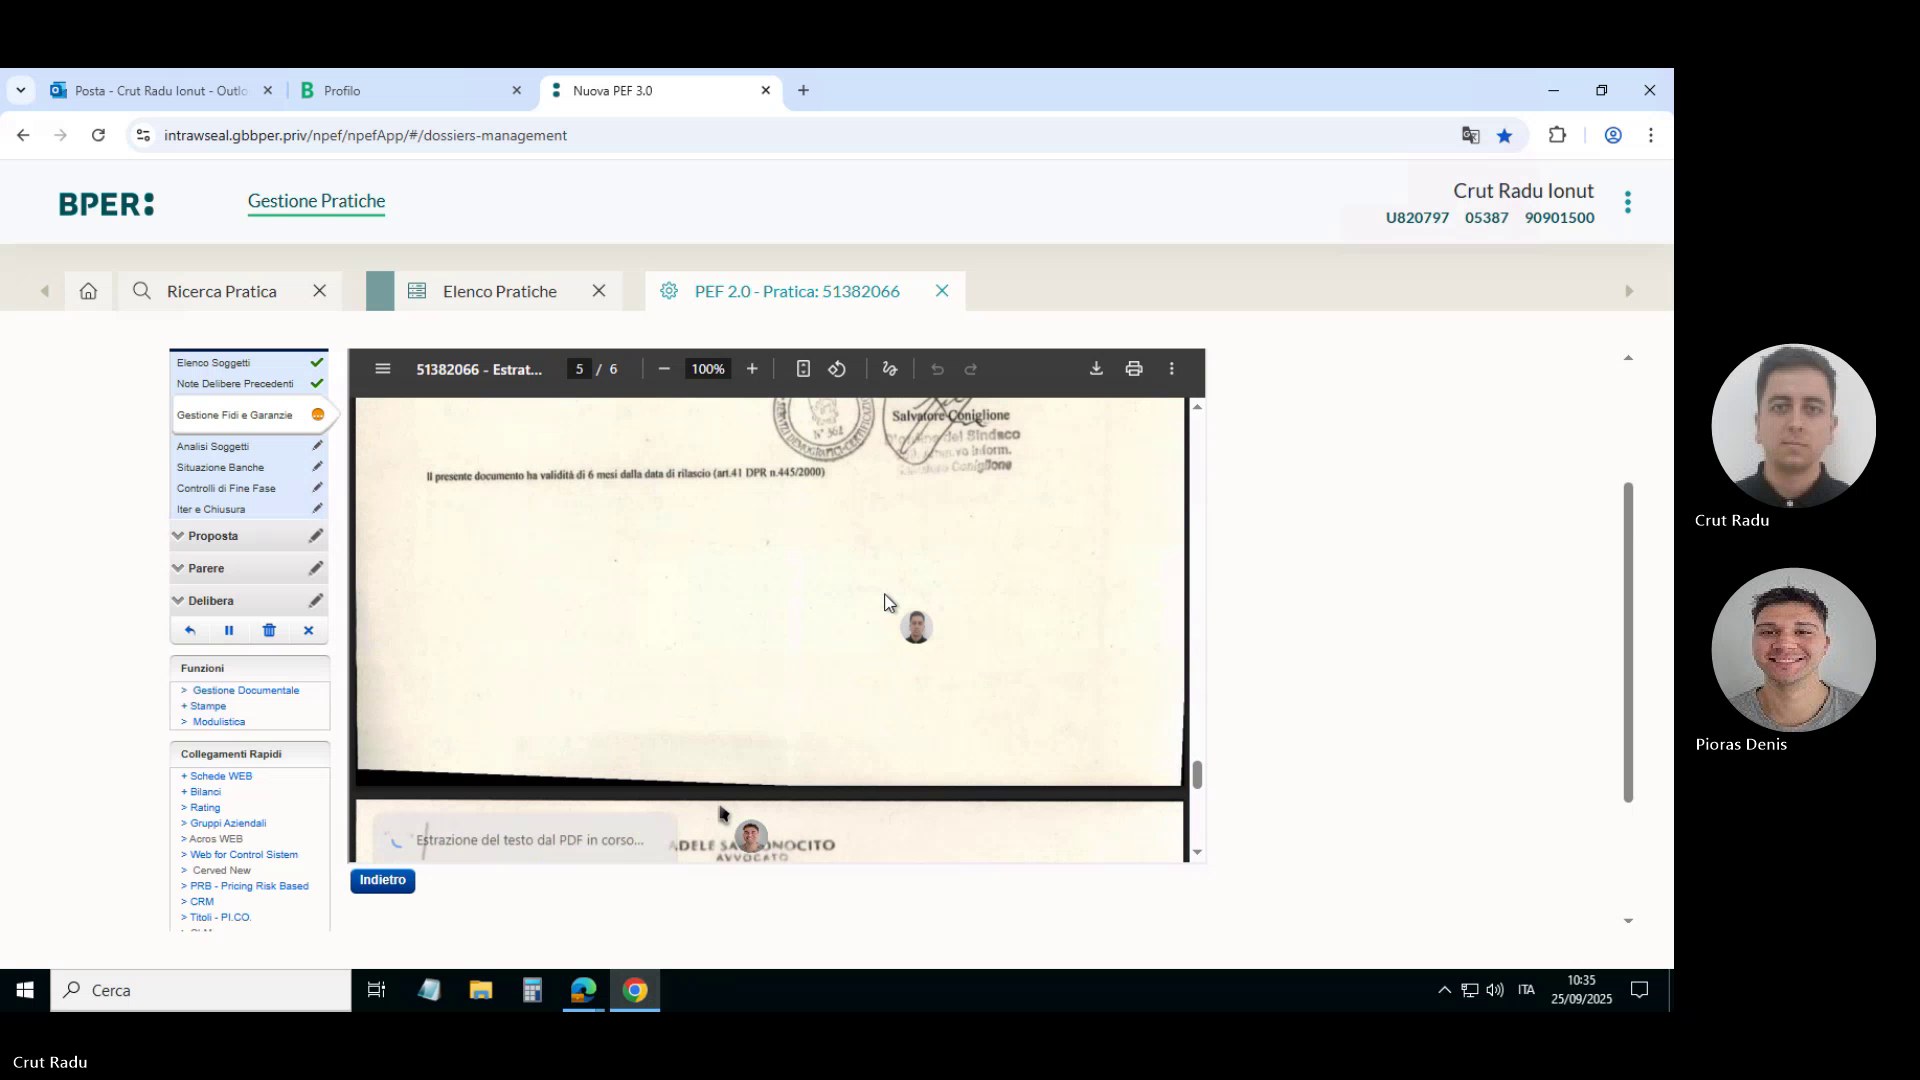 Posta - Crut Radu Ionut - Outlo
Profilo
Nuova PEF 3.0
intrawseal.gbbper.priv/npef/npefApp/#/dossiers-management
BPER:
Gestione Pratiche
Crut Radu Ionut
U820797 05387 90901500
Ricerca Pratica
Elenco Pratiche
PEF 2.0 - Pratica: 51382066
Elenco Soggetti
Note Delibere Precedenti
Gestione Fidi e Garanzie
Analisi Soggetti
Situazione Banche
Controlli di Fine Fase
Iter e Chiusura
Proposta
Parere
Delibera
Funzioni
> Gestione Documentale
+ Stampe
> Modulistica
Collegamenti Rapidi
+ Schede WEB
+ Bilanci
> Rating
> Gruppi Aziendali
> Acros WEB
> Web for Control Sistem
> Cerved New
> PRB - Pricing Risk Based
> CRM
> Titoli - PI.CO.
51382066 - Estrat...
5 / 6
100%
Salvatore Coniglione
del Sindaco
Inform.
Coniglione
N° 561
Il presente documento ha validità di 6 mesi dalla data di rilascio (art.41 DPR n.445/2000)
Estrazione del testo dal PDF in corso...
AVVOCATO
Indietro
Crut Radu
Pioras Denis
Cerca
ITA
10:35
25/09/2025
Crut Radu